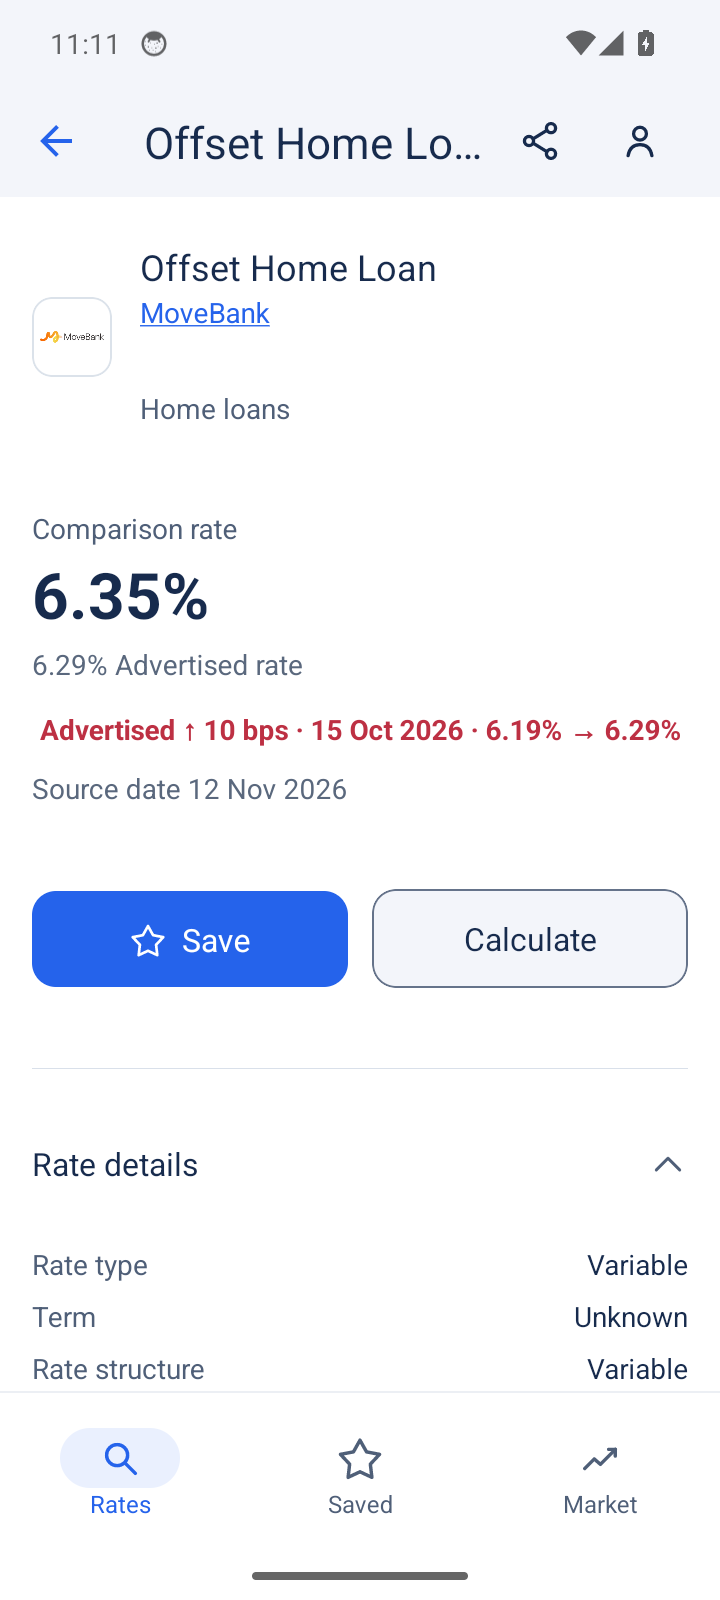 11:11
Offset Home Lo...
Offset Home Loan
MoveBank
MoveBank
Home loans
Comparison rate
6.35%
6.29% Advertised rate
Advertised ↑ 10 bps · 15 Oct 2026 · 6.19% → 6.29%
Source date 12 Nov 2026
Save
Calculate
Rate details
Rate type Variable
Term Unknown
Rate structure Variable
Rates Saved Market